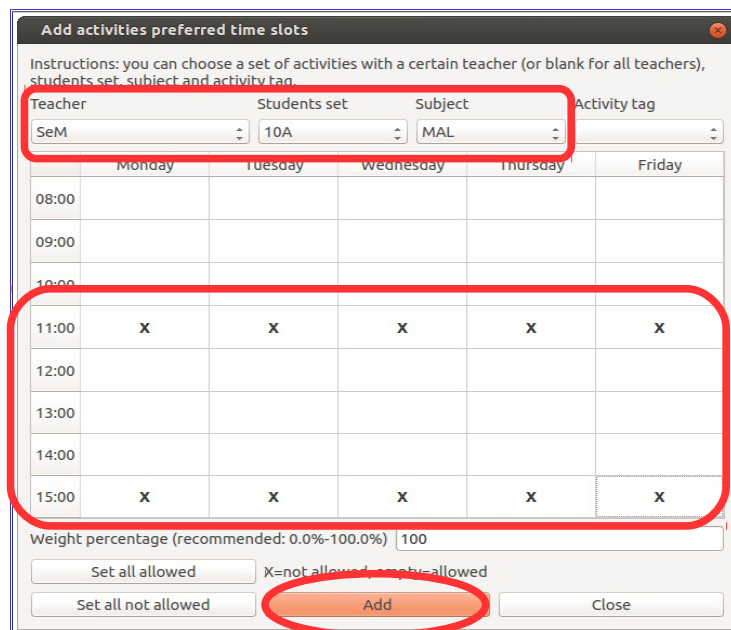 Add activities preferred time slots
Instructions: you can choose a set of activities with a certain teacher (or blank for all teachers),
students set, subject and activity tag.
Teacher Students set Subject Activity tag
SeM 10A MAL
Monday Tuesday Wednesday Thursday Friday
08:00
09:00
10:00
11:00 X X X X X
12:00
13:00
14:00
15:00 X X X X X
Weight percentage (recommended: 0.0%-100.0%) 100
Set all allowed X=not allowed, empty=allowed
Set all not allowed Add Close